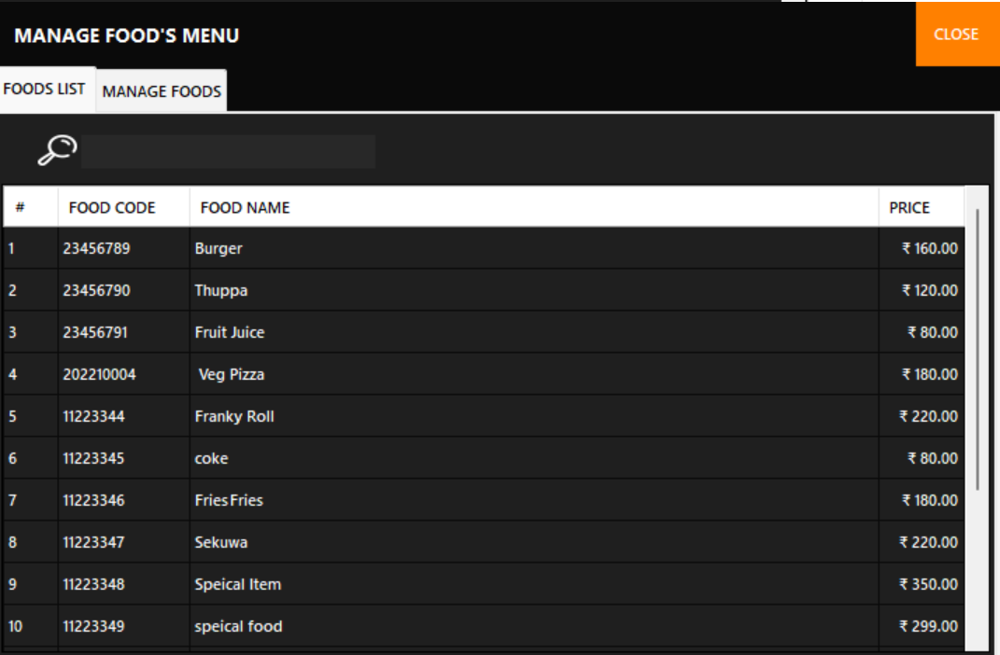 MANAGE FOOD'S MENU
CLOSE
FOODS LIST MANAGE FOODS
# FOOD CODE FOOD NAME PRICE
1 23456789 Burger ₹ 160.00
2 23456790 Thuppa ₹ 120.00
3 23456791 Fruit Juice ₹ 80.00
4 202210004 Veg Pizza ₹ 180.00
5 11223344 Franky Roll ₹ 220.00
6 11223345 coke ₹ 80.00
7 11223346 Fries Fries ₹ 180.00
8 11223347 Sekuwa ₹ 220.00
9 11223348 Speical Item ₹ 350.00
10 11223349 speical food ₹ 299.00